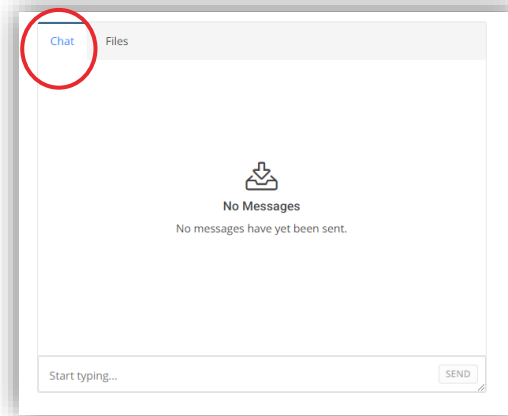 Chat Files
No Messages
No messages have yet been sent.
Start typing... SEND